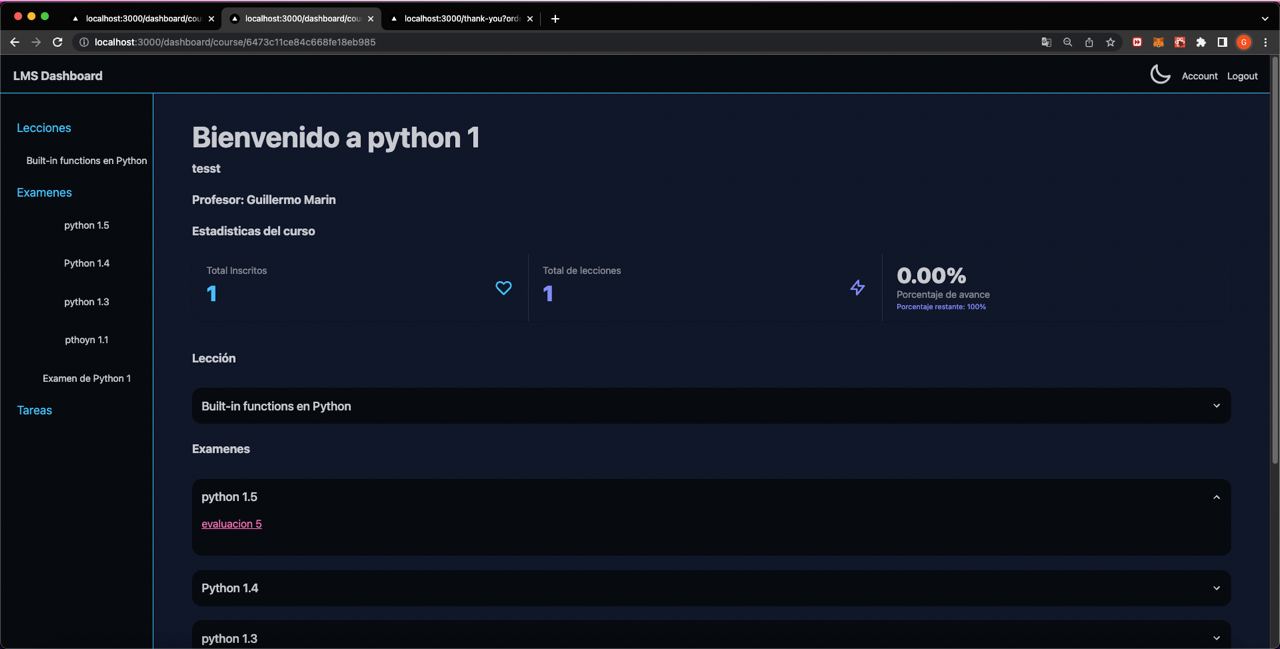 localhost:3000/dashboard/cou
localhost:3000/dashboard/cou
localhost:3000/thank-you?ord
localhost:3000/dashboard/course/6473c11ce84c668fe18eb985
G
LMS Dashboard
Account
Logout
Lecciones
Built-in functions en Python
Examenes
python 1.5
Python 1.4
python 1.3
pthoyn 1.1
Examen de Python 1
Tareas
Bienvenido a python 1
tesst
Profesor: Guillermo Marin
Estadisticas del curso
Total Inscritos
1
Total de lecciones
1
0.00%
Porcentaje de avance
Porcentaje restante: 100%
Lección
Built-in functions en Python
Examenes
python 1.5
evaluacion 5
Python 1.4
python 1.3